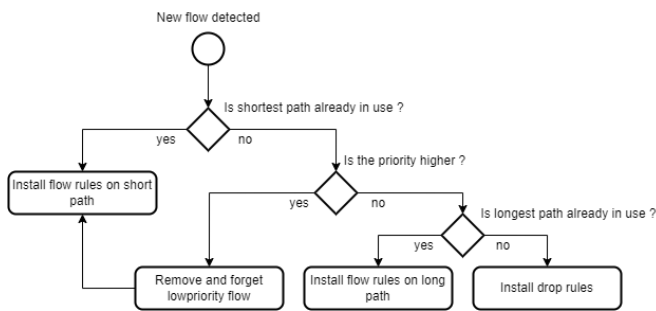 New flow detected
Is shortest path already in use ?
yes
no
Is the priority higher ?
Install flow rules on short
path
yes
no
Is longest path already in use ?
yes
no
Remove and forget
lowpriority flow
Install flow rules on long
path
Install drop rules